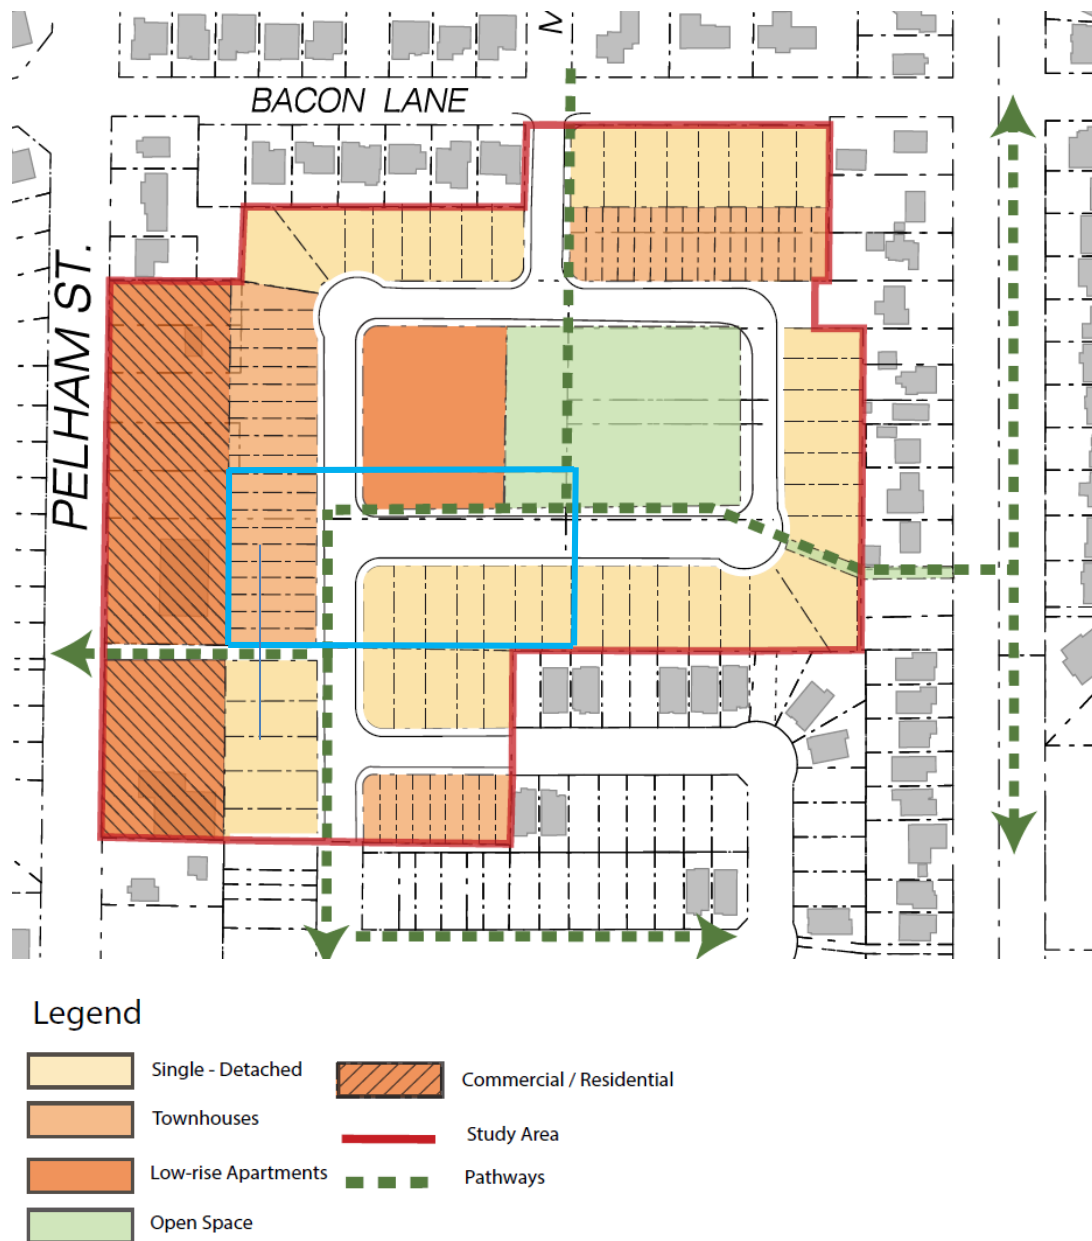 BACON LANE
PELHAM ST.
Legend
Single - Detached
Townhouses
Low-rise Apartments
Open Space
Commercial / Residential
Study Area
Pathways